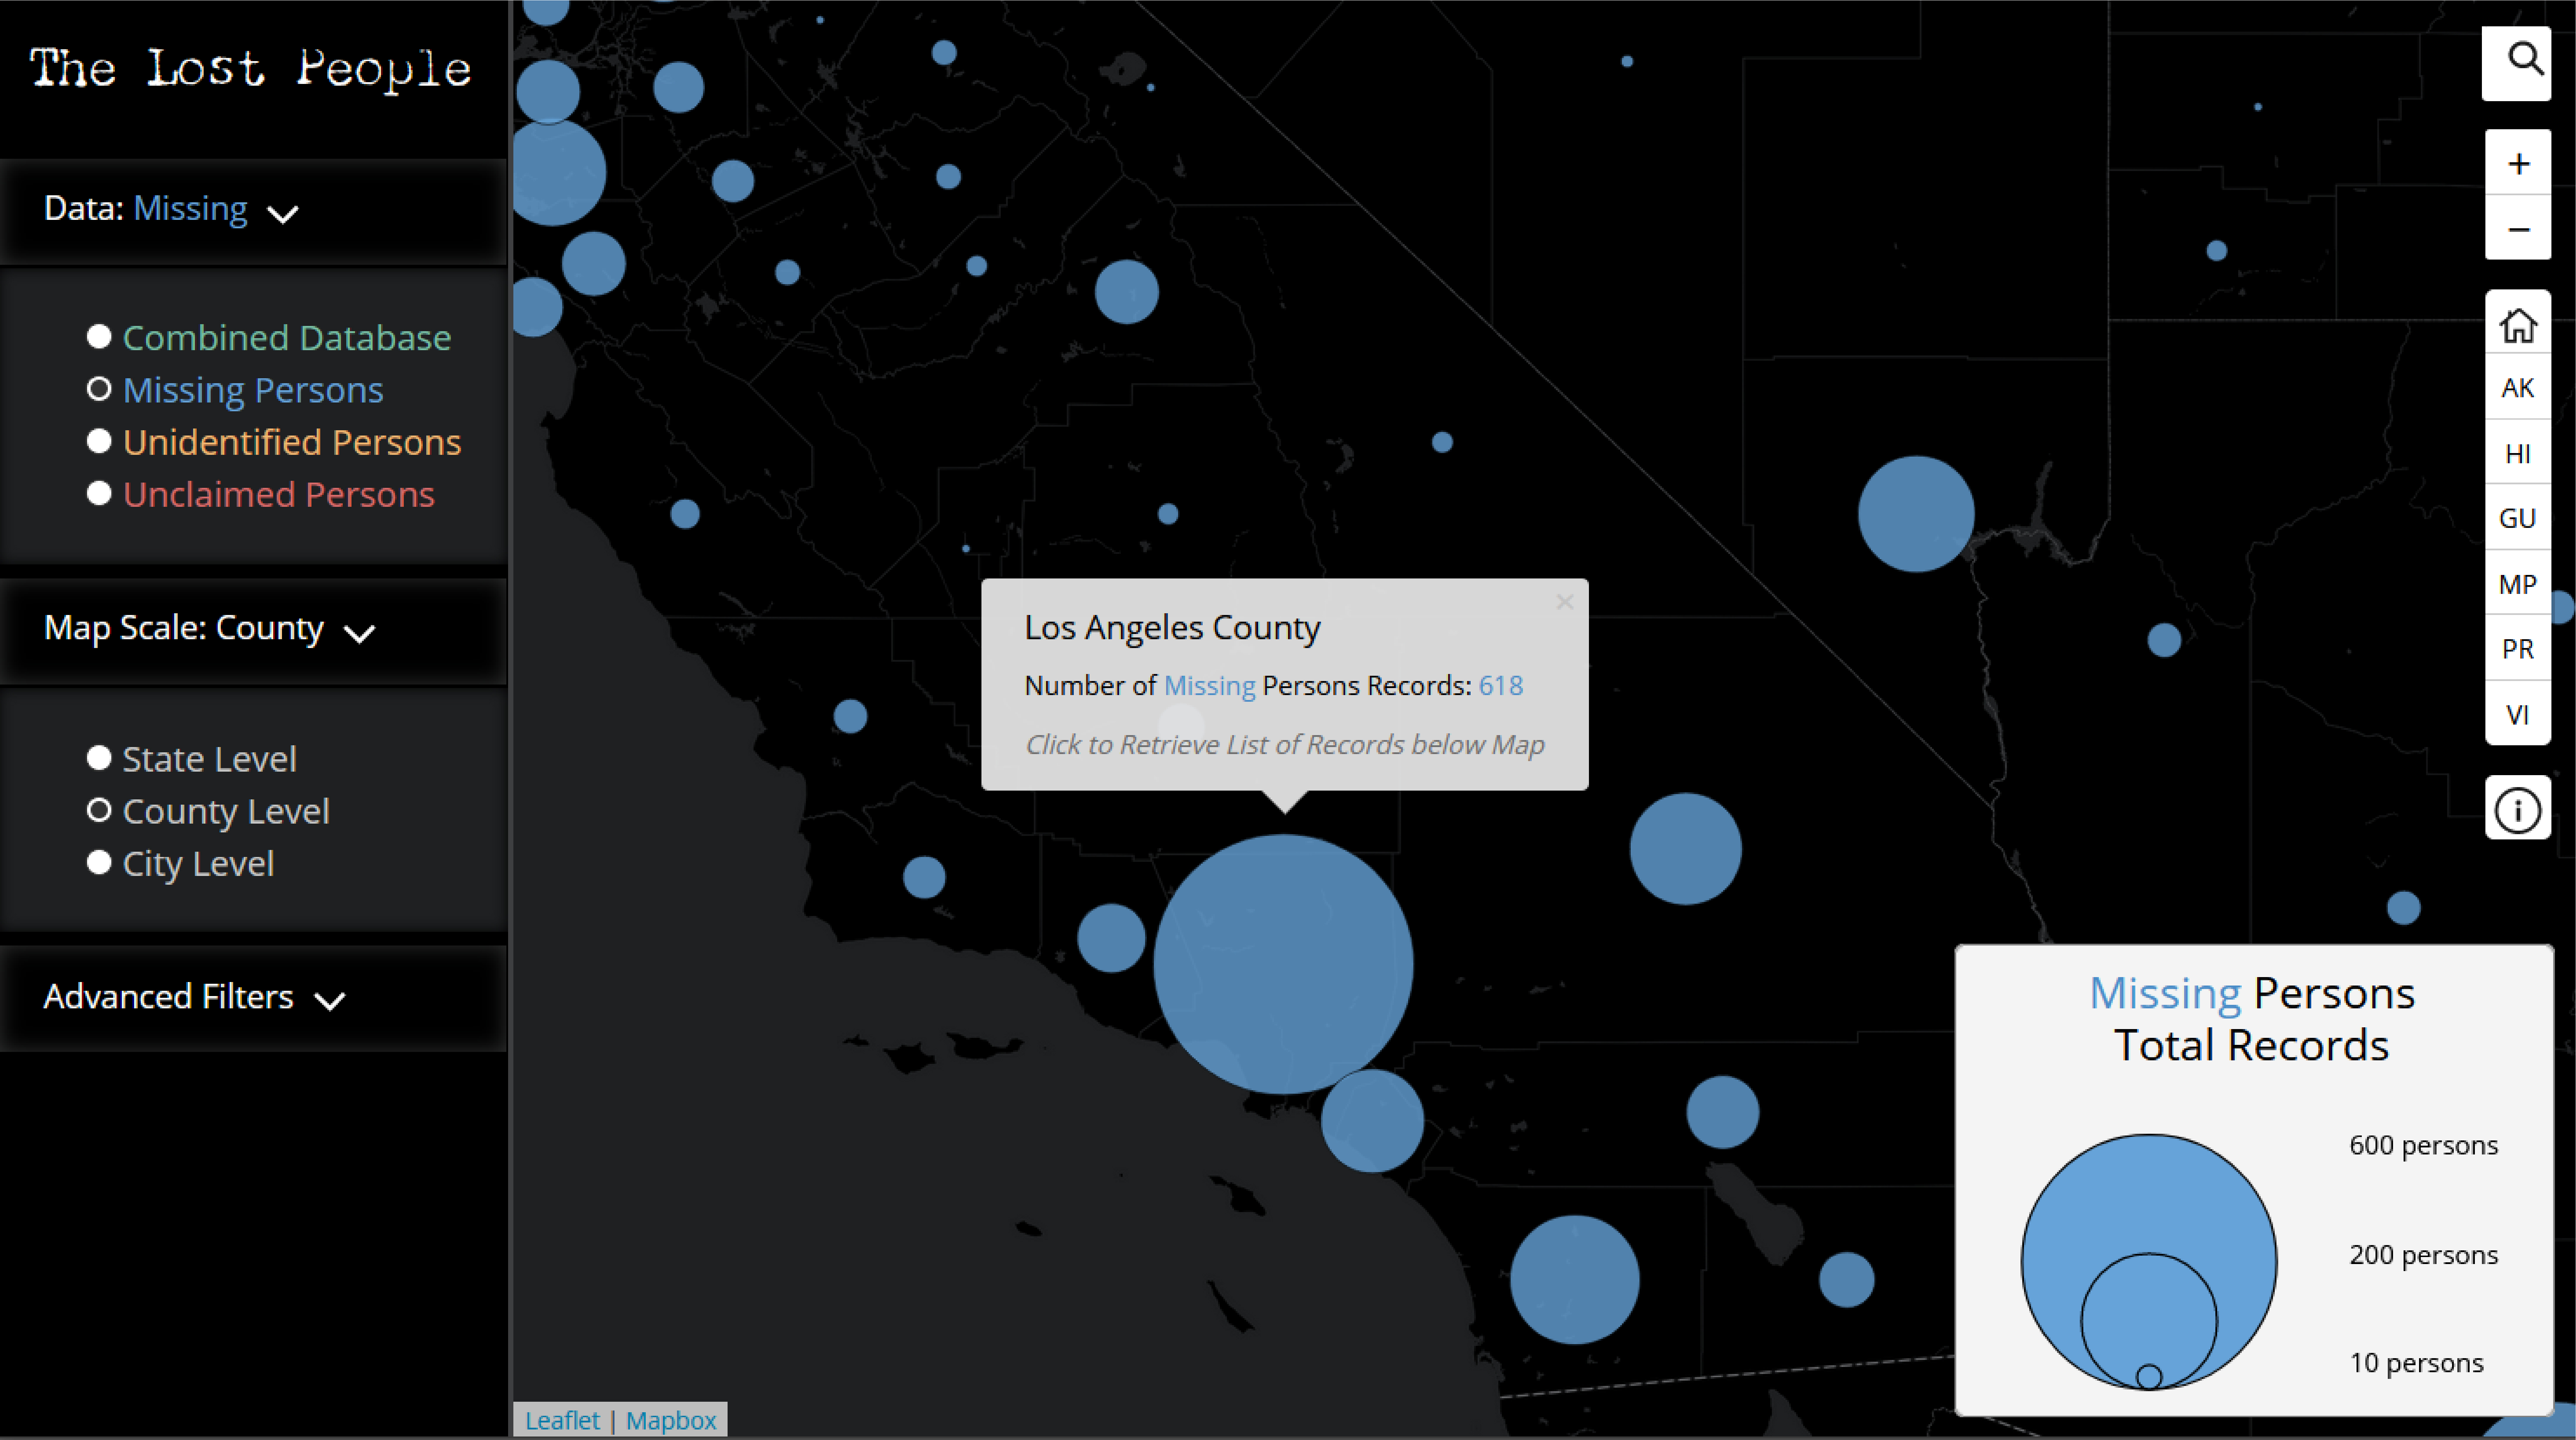 The Lost People
Data: Missing
Combined Database
Missing Persons
Unidentified Persons
Unclaimed Persons
Map Scale: County
State Level
County Level
City Level
Advanced Filters
Los Angeles County
×
Number of Missing Persons Records: 618
Click to Retrieve List of Records below Map
+
−
AK
HI
GU
MP
PR
VI
i
Missing Persons
Total Records
600 persons
200 persons
10 persons
Leaflet | Mapbox